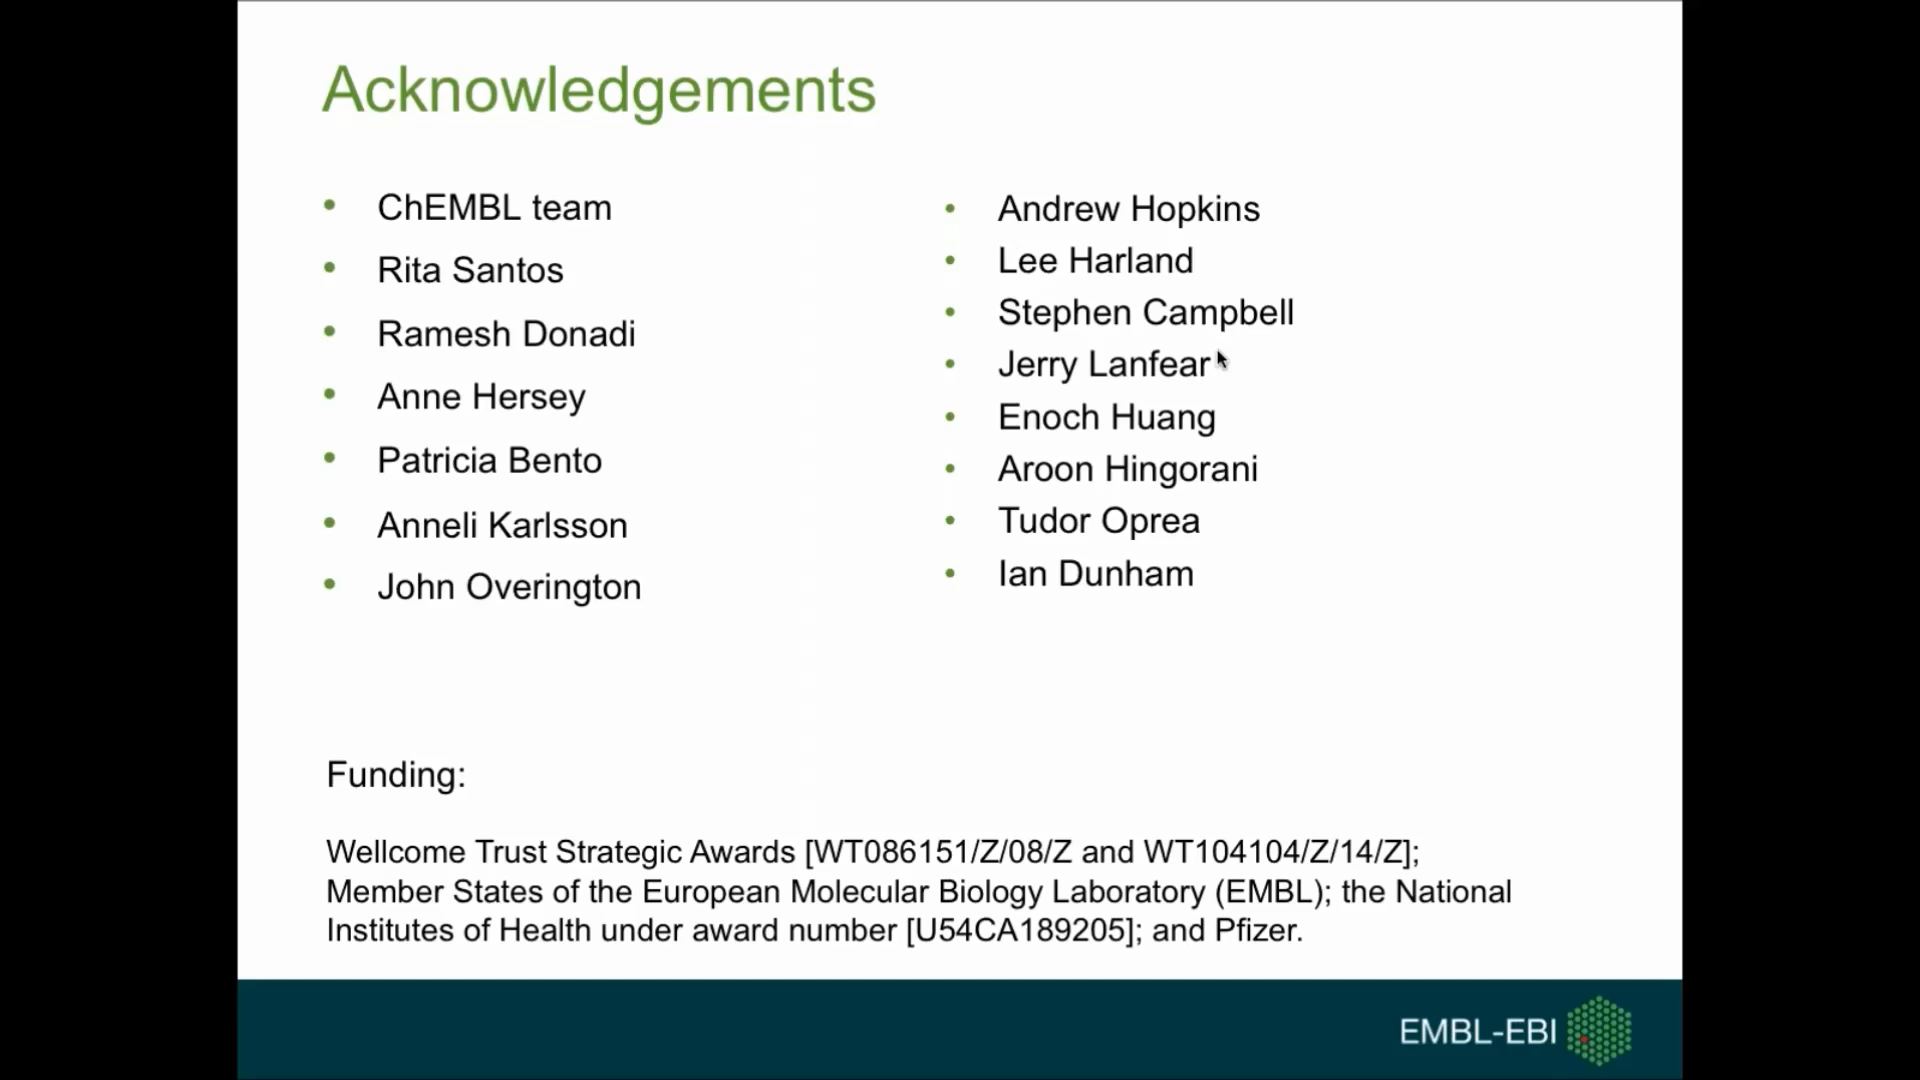 Acknowledgements
ChEMBL team
Rita Santos
Ramesh Donadi
Anne Hersey
Patricia Bento
Anneli Karlsson
John Overington
Andrew Hopkins
Lee Harland
Stephen Campbell
Jerry Lanfear
Enoch Huang
Aroon Hingorani
Tudor Oprea
Ian Dunham
Funding:
Wellcome Trust Strategic Awards [WT086151/Z/08/Z and WT104104/Z/14/Z];
Member States of the European Molecular Biology Laboratory (EMBL); the National
Institutes of Health under award number [U54CA189205]; and Pfizer.
EMBL-EBI